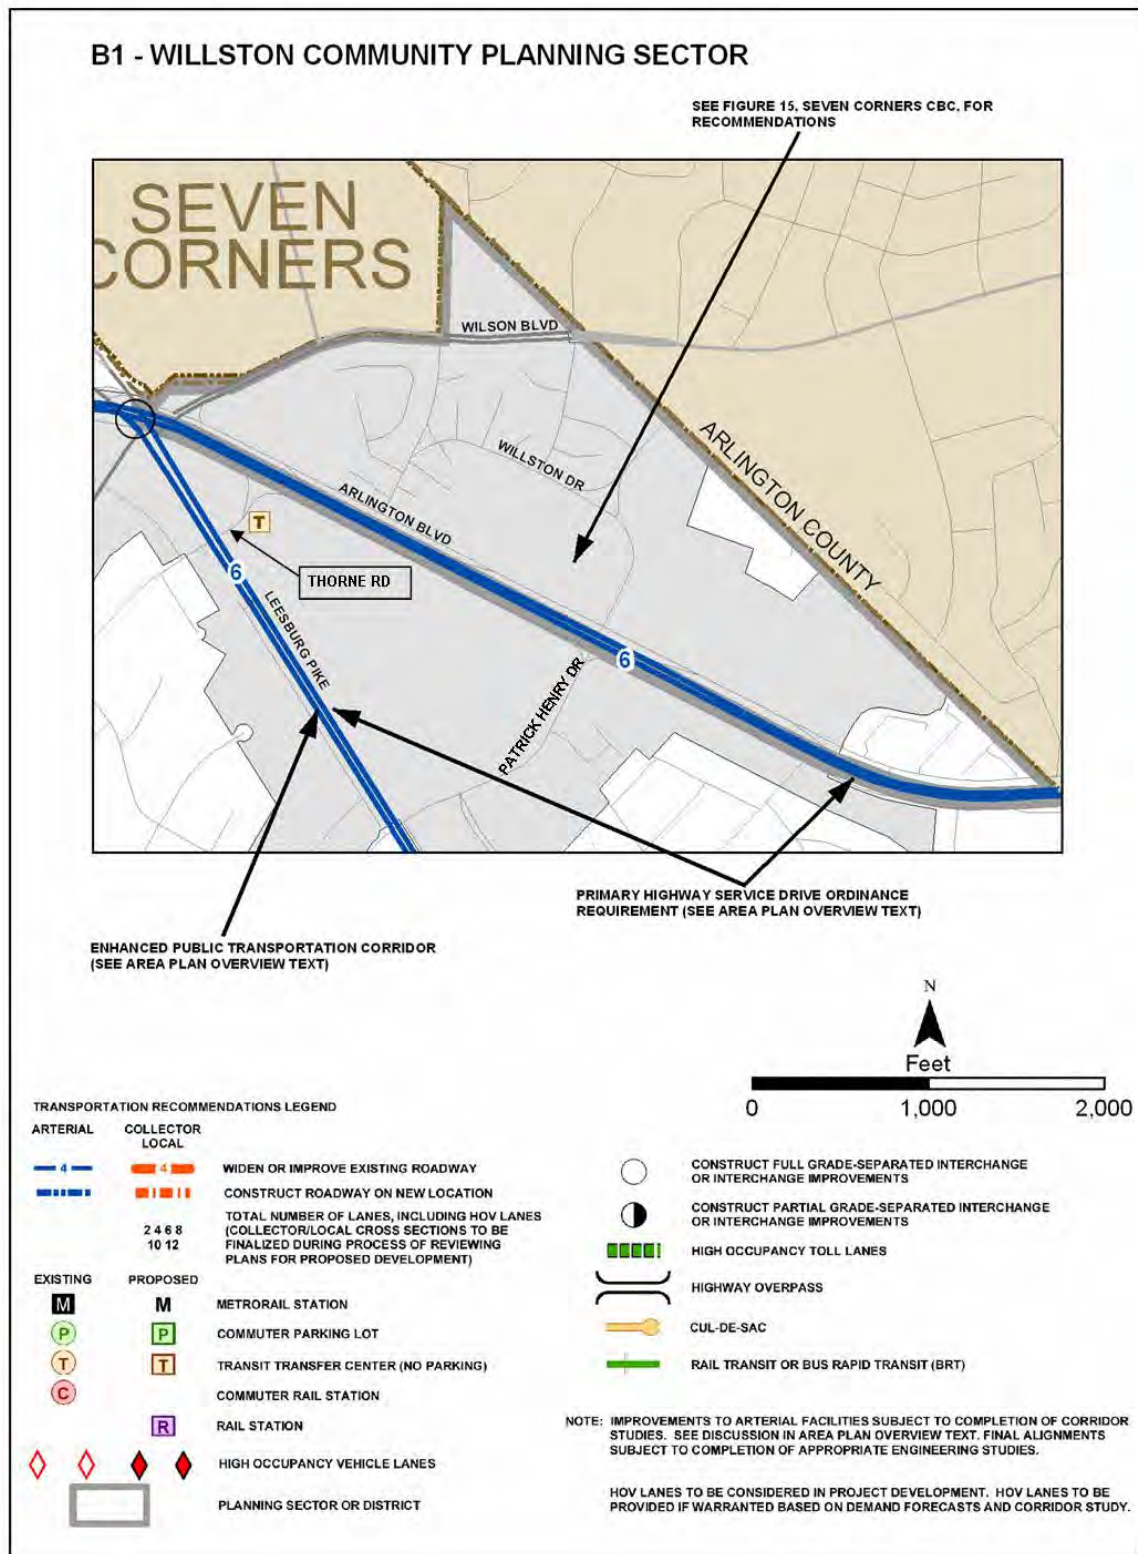 B1 - WILLSTON COMMUNITY PLANNING SECTOR
SEE FIGURE 15, SEVEN CORNERS CBC, FOR
RECOMMENDATIONS
SEVEN
CORNERS
WILSON BLVD
WILLSTON DR
ARLINGTON COUNTY
ARLINGTON BLVD
T
6
THORNE RD
LEESBURG PIKE
6
PATRICK HENRY DR
PRIMARY HIGHWAY SERVICE DRIVE ORDINANCE
REQUIREMENT (SEE AREA PLAN OVERVIEW TEXT)
ENHANCED PUBLIC TRANSPORTATION CORRIDOR
(SEE AREA PLAN OVERVIEW TEXT)
N
Feet
0 1,000 2,000
TRANSPORTATION RECOMMENDATIONS LEGEND
ARTERIAL COLLECTOR
LOCAL
4 4 WIDEN OR IMPROVE EXISTING ROADWAY
CONSTRUCT ROADWAY ON NEW LOCATION
TOTAL NUMBER OF LANES, INCLUDING HOV LANES
2 4 6 8 (COLLECTOR/LOCAL CROSS SECTIONS TO BE
10 12 FINALIZED DURING PROCESS OF REVIEWING
PLANS FOR PROPOSED DEVELOPMENT)
EXISTING PROPOSED
M M METRORAIL STATION
P P COMMUTER PARKING LOT
T T TRANSIT TRANSFER CENTER (NO PARKING)
C COMMUTER RAIL STATION
R RAIL STATION
HIGH OCCUPANCY VEHICLE LANES
PLANNING SECTOR OR DISTRICT
CONSTRUCT FULL GRADE-SEPARATED INTERCHANGE
OR INTERCHANGE IMPROVEMENTS
CONSTRUCT PARTIAL GRADE-SEPARATED INTERCHANGE
OR INTERCHANGE IMPROVEMENTS
HIGH OCCUPANCY TOLL LANES
HIGHWAY OVERPASS
CUL-DE-SAC
RAIL TRANSIT OR BUS RAPID TRANSIT (BRT)
NOTE: IMPROVEMENTS TO ARTERIAL FACILITIES SUBJECT TO COMPLETION OF CORRIDOR
STUDIES. SEE DISCUSSION IN AREA PLAN OVERVIEW TEXT. FINAL ALIGNMENTS
SUBJECT TO COMPLETION OF APPROPRIATE ENGINEERING STUDIES.
HOV LANES TO BE CONSIDERED IN PROJECT DEVELOPMENT. HOV LANES TO BE
PROVIDED IF WARRANTED BASED ON DEMAND FORECASTS AND CORRIDOR STUDY.